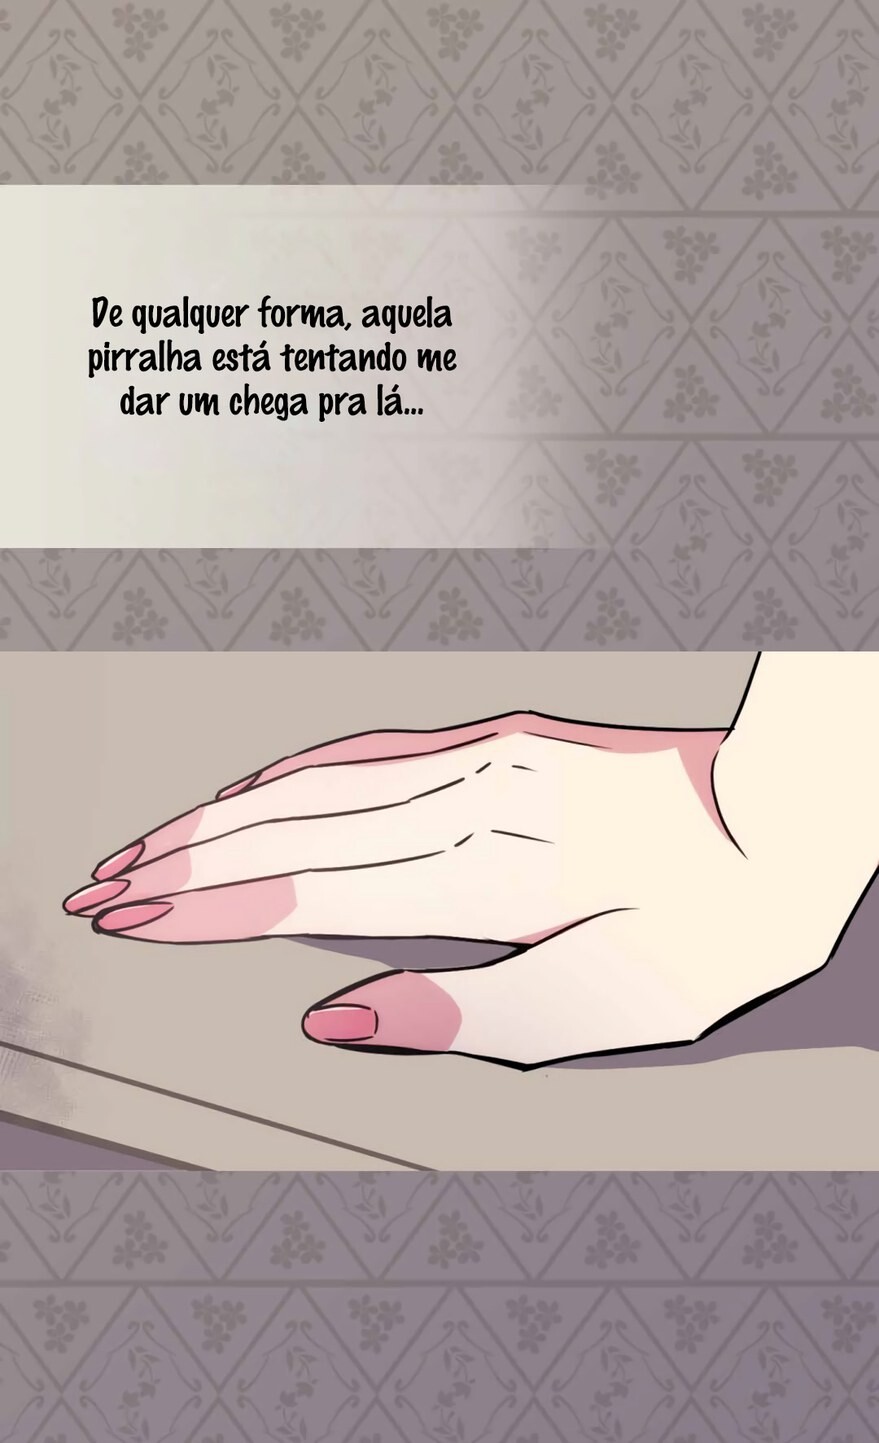 De qualquer forma, aquela
pirralha está tentando me
dar um chega pra lá...